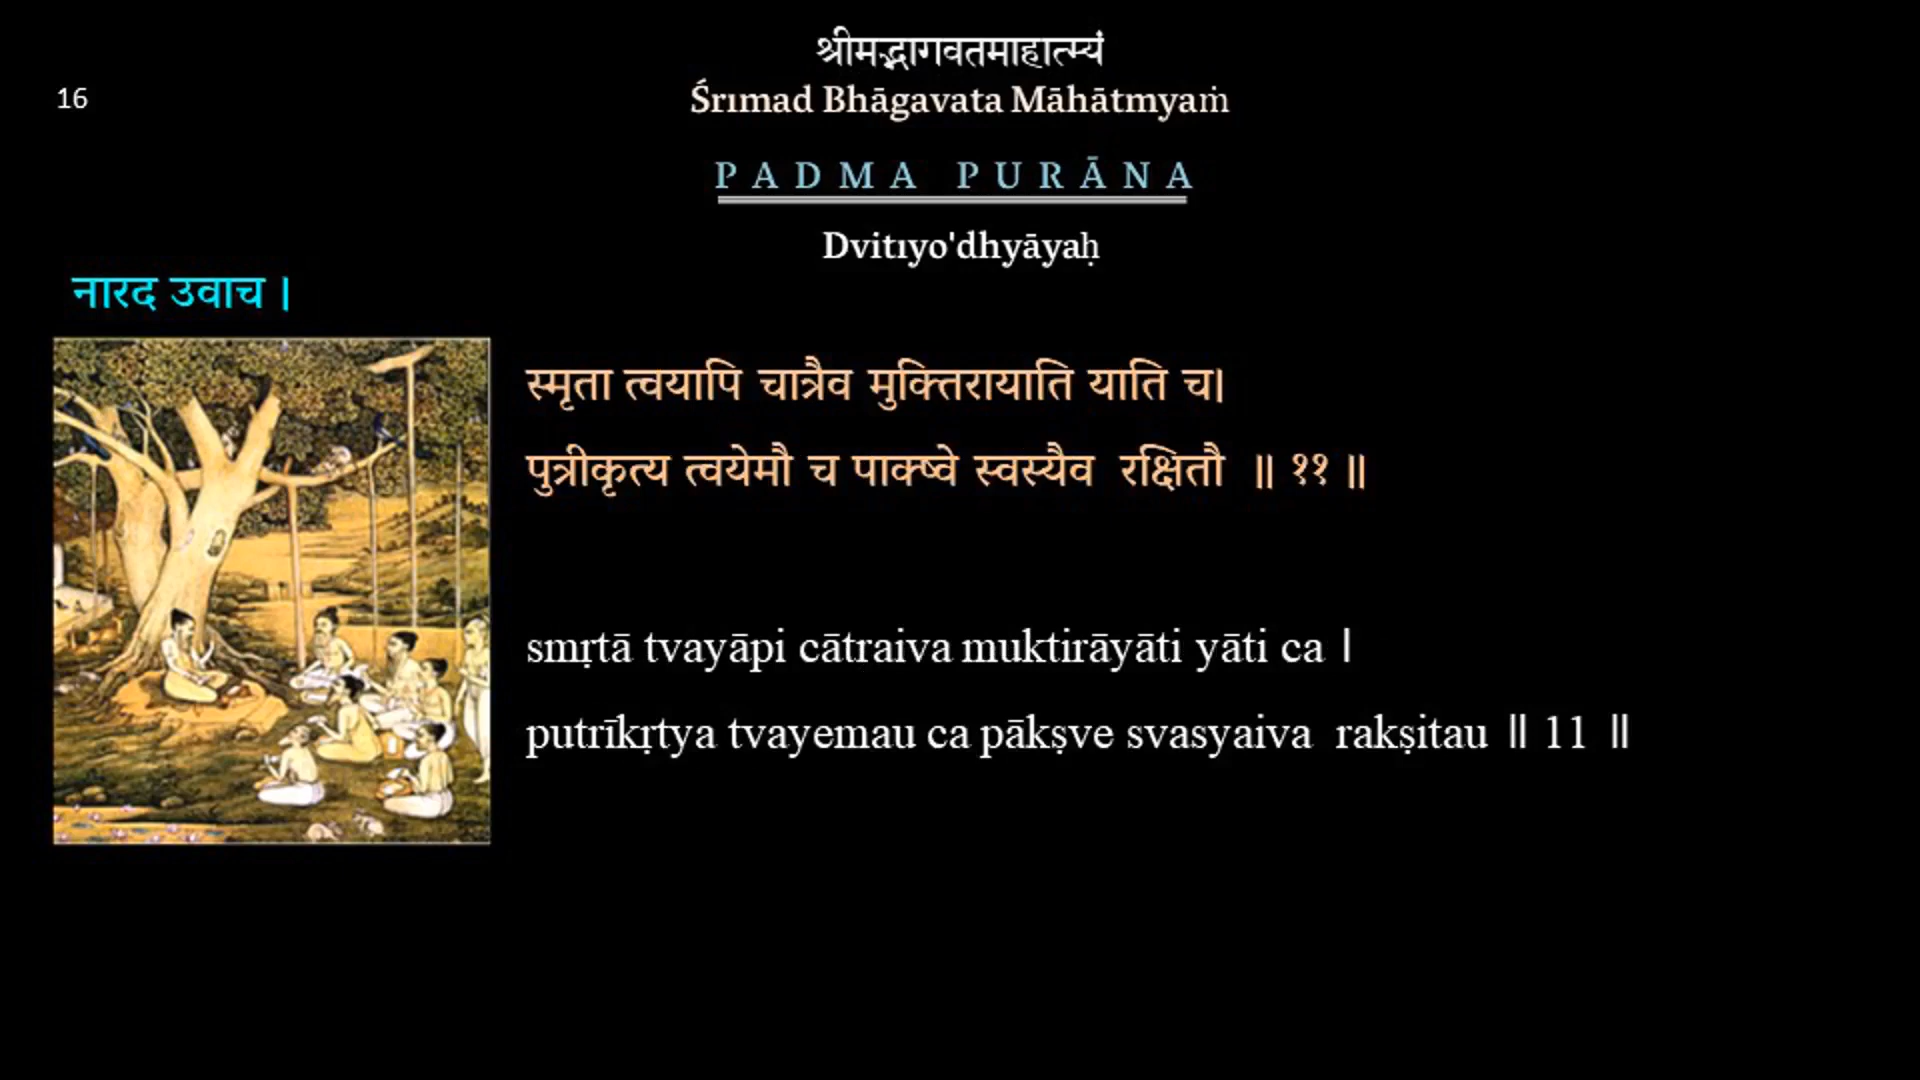 श्रीमद्भागवतमाहात्म्यं
16
Śrımad Bhāgavata Māhātmyaṁ
PADMA PURĀNA
Dvitıyo'dhyāyaḥ
नारद उवाच ।
स्मृता त्वयापि चात्रैव मुक्तिरायाति याति च।
पुत्रीकृत्य त्वयेमौ च पाक्ष्वे स्वस्यैव रक्षितौ ॥ ११ ॥
smṛtā tvayāpi cātraiva muktirāyāti yāti ca ।
putrīkṛtya tvayemau ca pākṣve svasyaiva rakṣitau ॥ 11 ॥